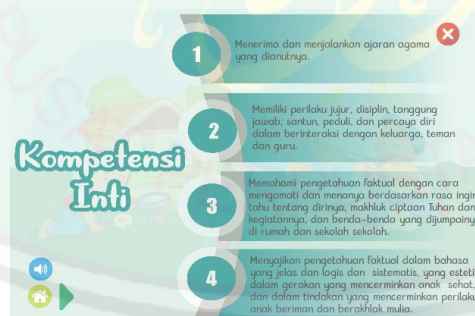 Kompetensi
Inti
1
Menerima dan menjalankan ajaran agama
yang dianutnya.
2
Memiliki perilaku jujur, disiplin, tanggung
jawab, santun, peduli, dan percaya diri
dalam berinteraksi dengan keluarga, teman
dan guru.
3
Memahami pengetahuan faktual dengan cara
mengamati dan menanya berdasarkan rasa ingin
tahu tentang dirinya, makhluk ciptaan Tuhan dan
kegiatannya, dan benda-benda yang dijumpainy
di rumah dan sekolah sekolah.
4
Menyajikan pengetahuan faktual dalam bahasa
yang jelas dan logis dan sistematis, yang esteti
dalam gerakan yang mencerminkan anak sehat,
dan dalam tindakan yang mencerminkan perilaku
anak beriman dan berakhlak mulia.